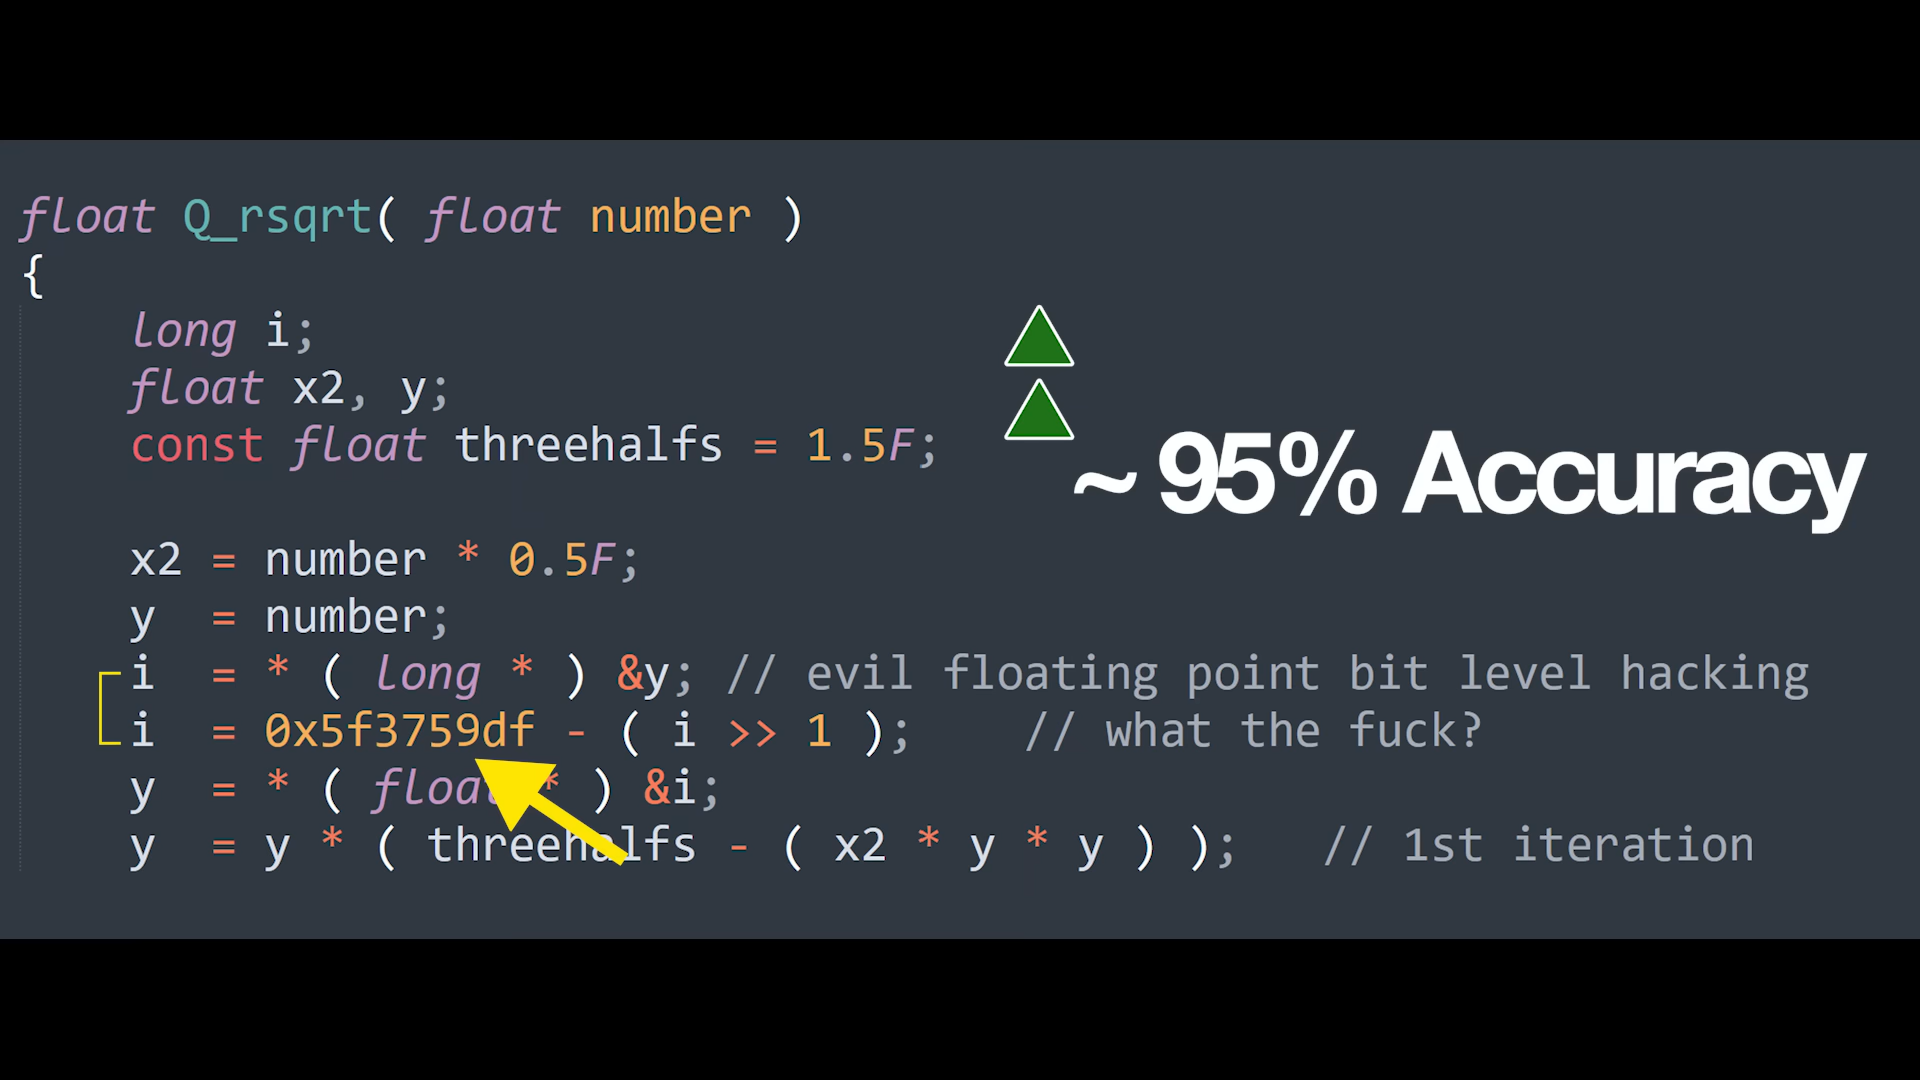 float Q_rsqrt( float number )
{
long i;
float x2, y;
const float threehalfs = 1.5F;
~ 95% Accuracy
x2 = number * 0.5F;
y = number;
i = * ( long * ) &y; // evil floating point bit level hacking
i = 0x5f3759df - ( i >> 1 ); // what the fuck?
y = * ( float * ) &i;
y = y * ( threehalfs - ( x2 * y * y ) ); // 1st iteration